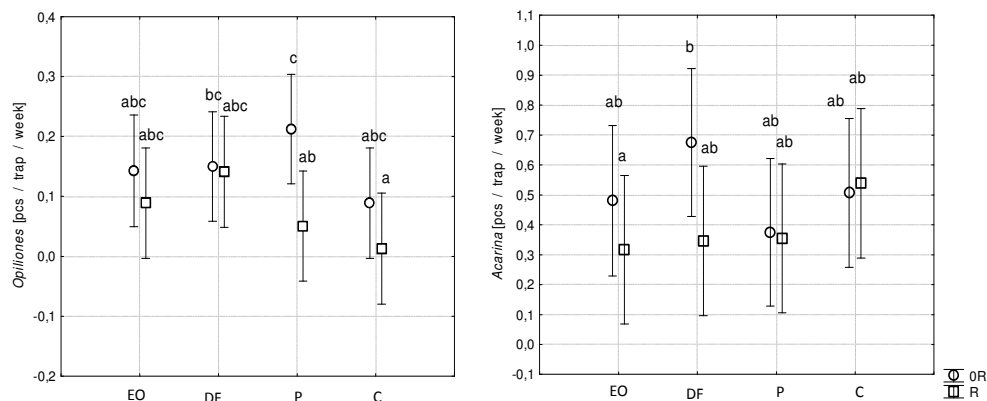 Opiliones [pcs / trap / week]
0,4
0,3
0,2
0,1
0,0
-0,1
-0,2
abc
abc
bc
abc
c
ab
abc
a
EO
DF
P
C
Acarina [pcs / trap / week]
1,1
1,0
0,9
0,8
0,7
0,6
0,5
0,4
0,3
0,2
0,1
0,0
-0,1
ab
a
b
ab
ab
ab
ab
ab
EO
DF
P
C
0R
R